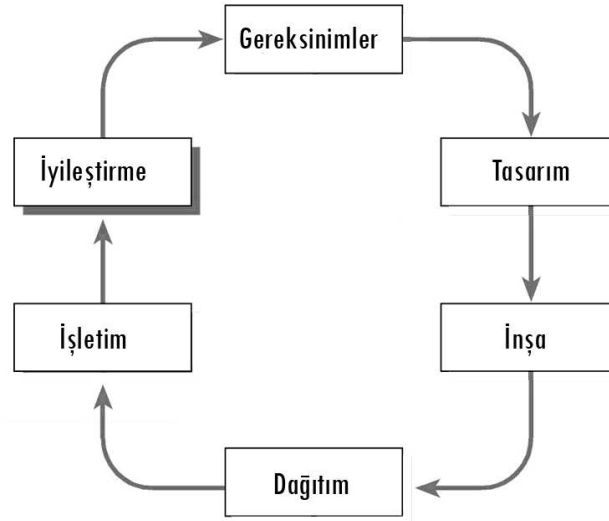 Gereksinimler
Tasarım
İnşa
Dağıtım
İşletim
İyileştirme